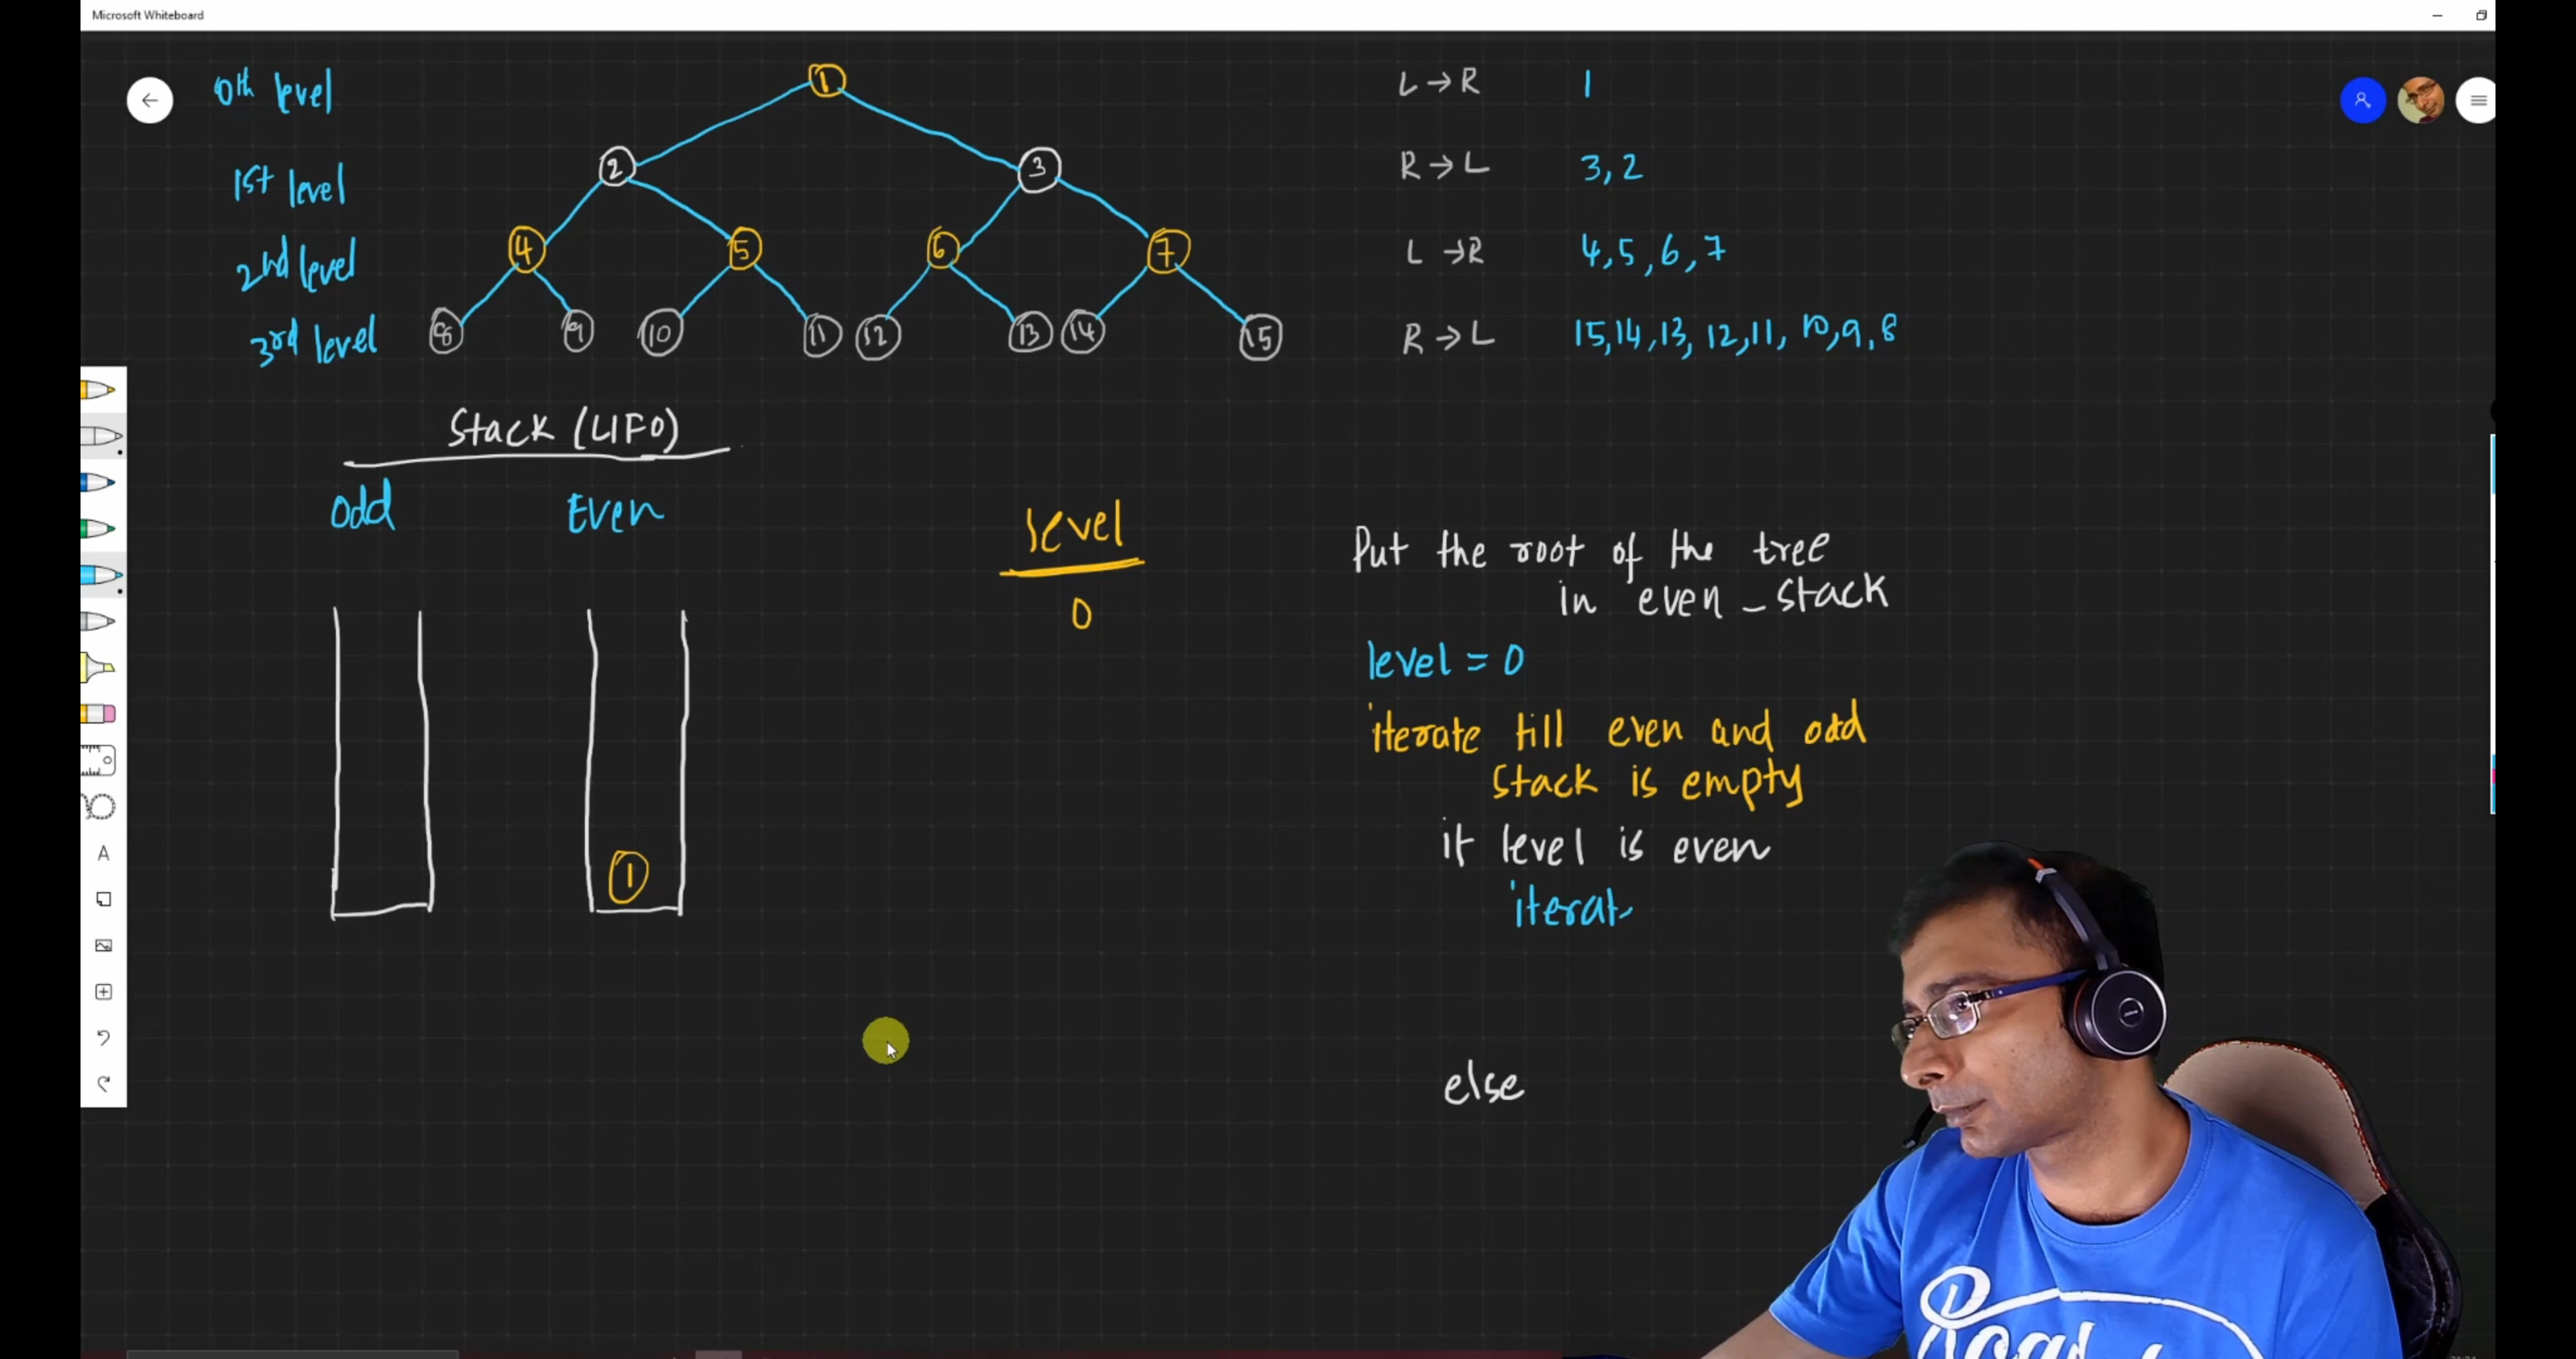 Microsoft Whiteboard
0th level
1
L → R 1
1st level
2 3
R → L 3, 2
2nd level
4 5 6 7
L → R 4, 5, 6, 7
3rd level
8 9 10 11 12 13 14 15
R → L 15, 14, 13, 12, 11, 10, 9, 8
Stack (LIFO)
Odd Even
level
0
1
Put the root of the tree
in even_stack
level = 0
iterate till even and odd
stack is empty
if level is even
iterat
else
A